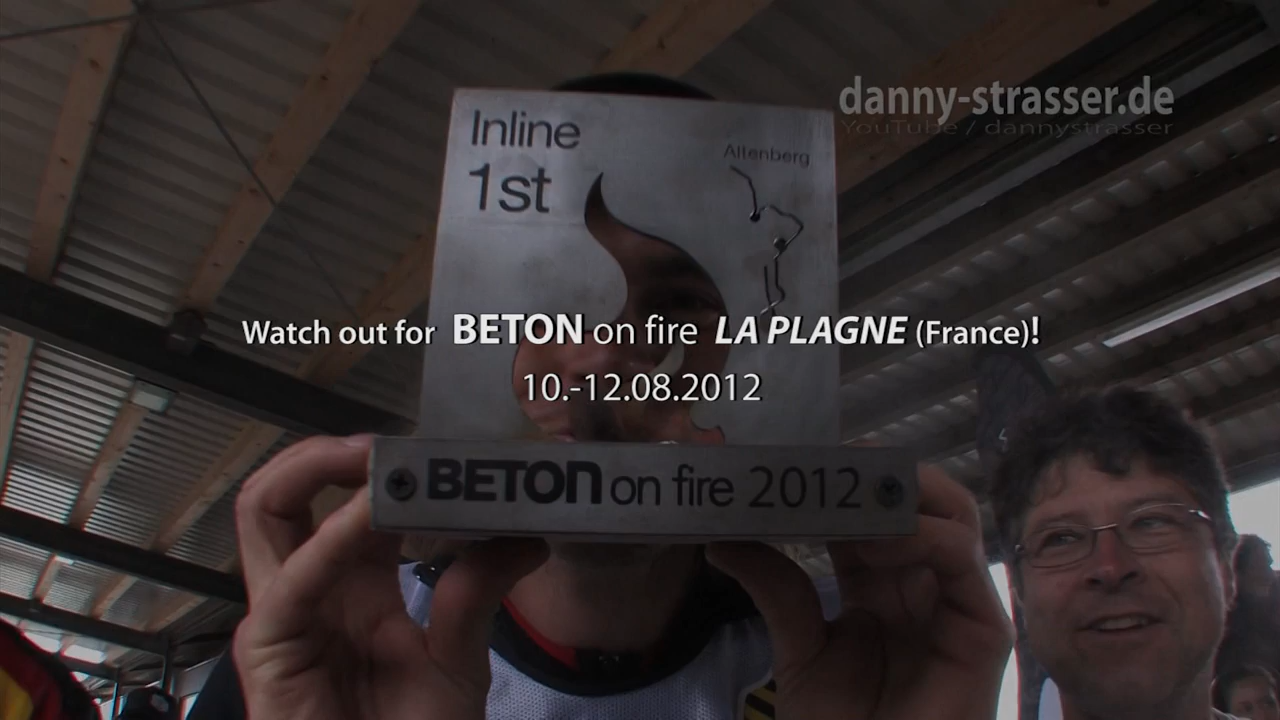 danny-strasser.de
YouTube / dannystrasser
Inline
1st
Altenberg
Watch out for BETON on fire LA PLAGNE (France)!
10.-12.08.2012
BETON on fire 2012